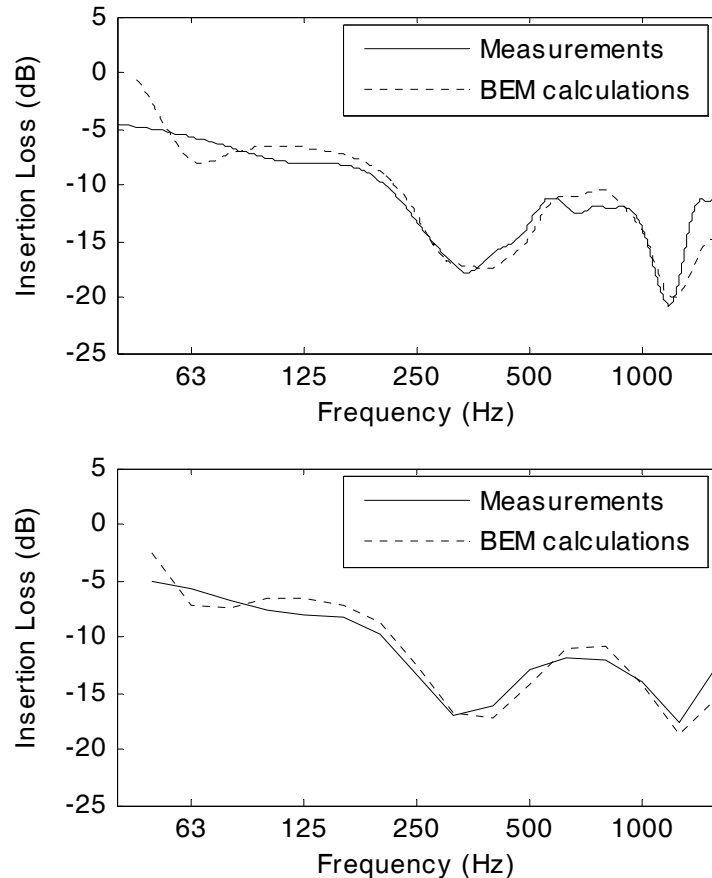 5
0
-5
-10
-15
-20
-25
Insertion Loss (dB)
Measurements
BEM calculations
63 125 250 500 1000
Frequency (Hz)
5
0
-5
-10
-15
-20
-25
Insertion Loss (dB)
Measurements
BEM calculations
63 125 250 500 1000
Frequency (Hz)